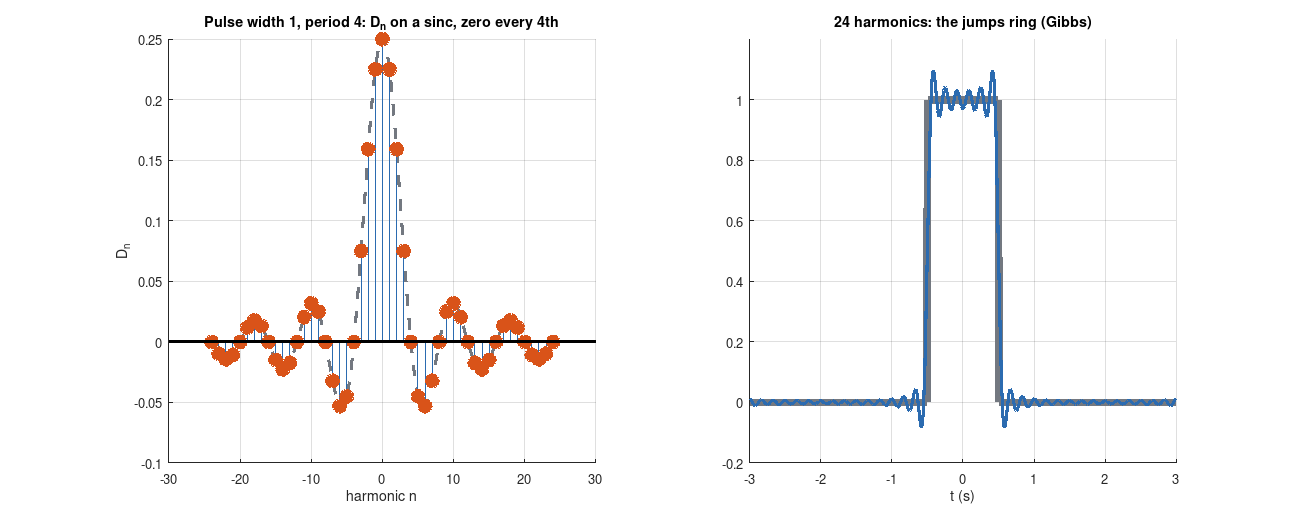 Pulse width 1, period 4: Dn on a sinc, zero every 4th
0.25
0.2
0.15
0.1
0.05
0
-0.05
-0.1
Dn
-30 -20 -10 0 10 20 30
harmonic n
24 harmonics: the jumps ring (Gibbs)
1
0.8
0.6
0.4
0.2
0
-0.2
-3 -2 -1 0 1 2 3
t (s)